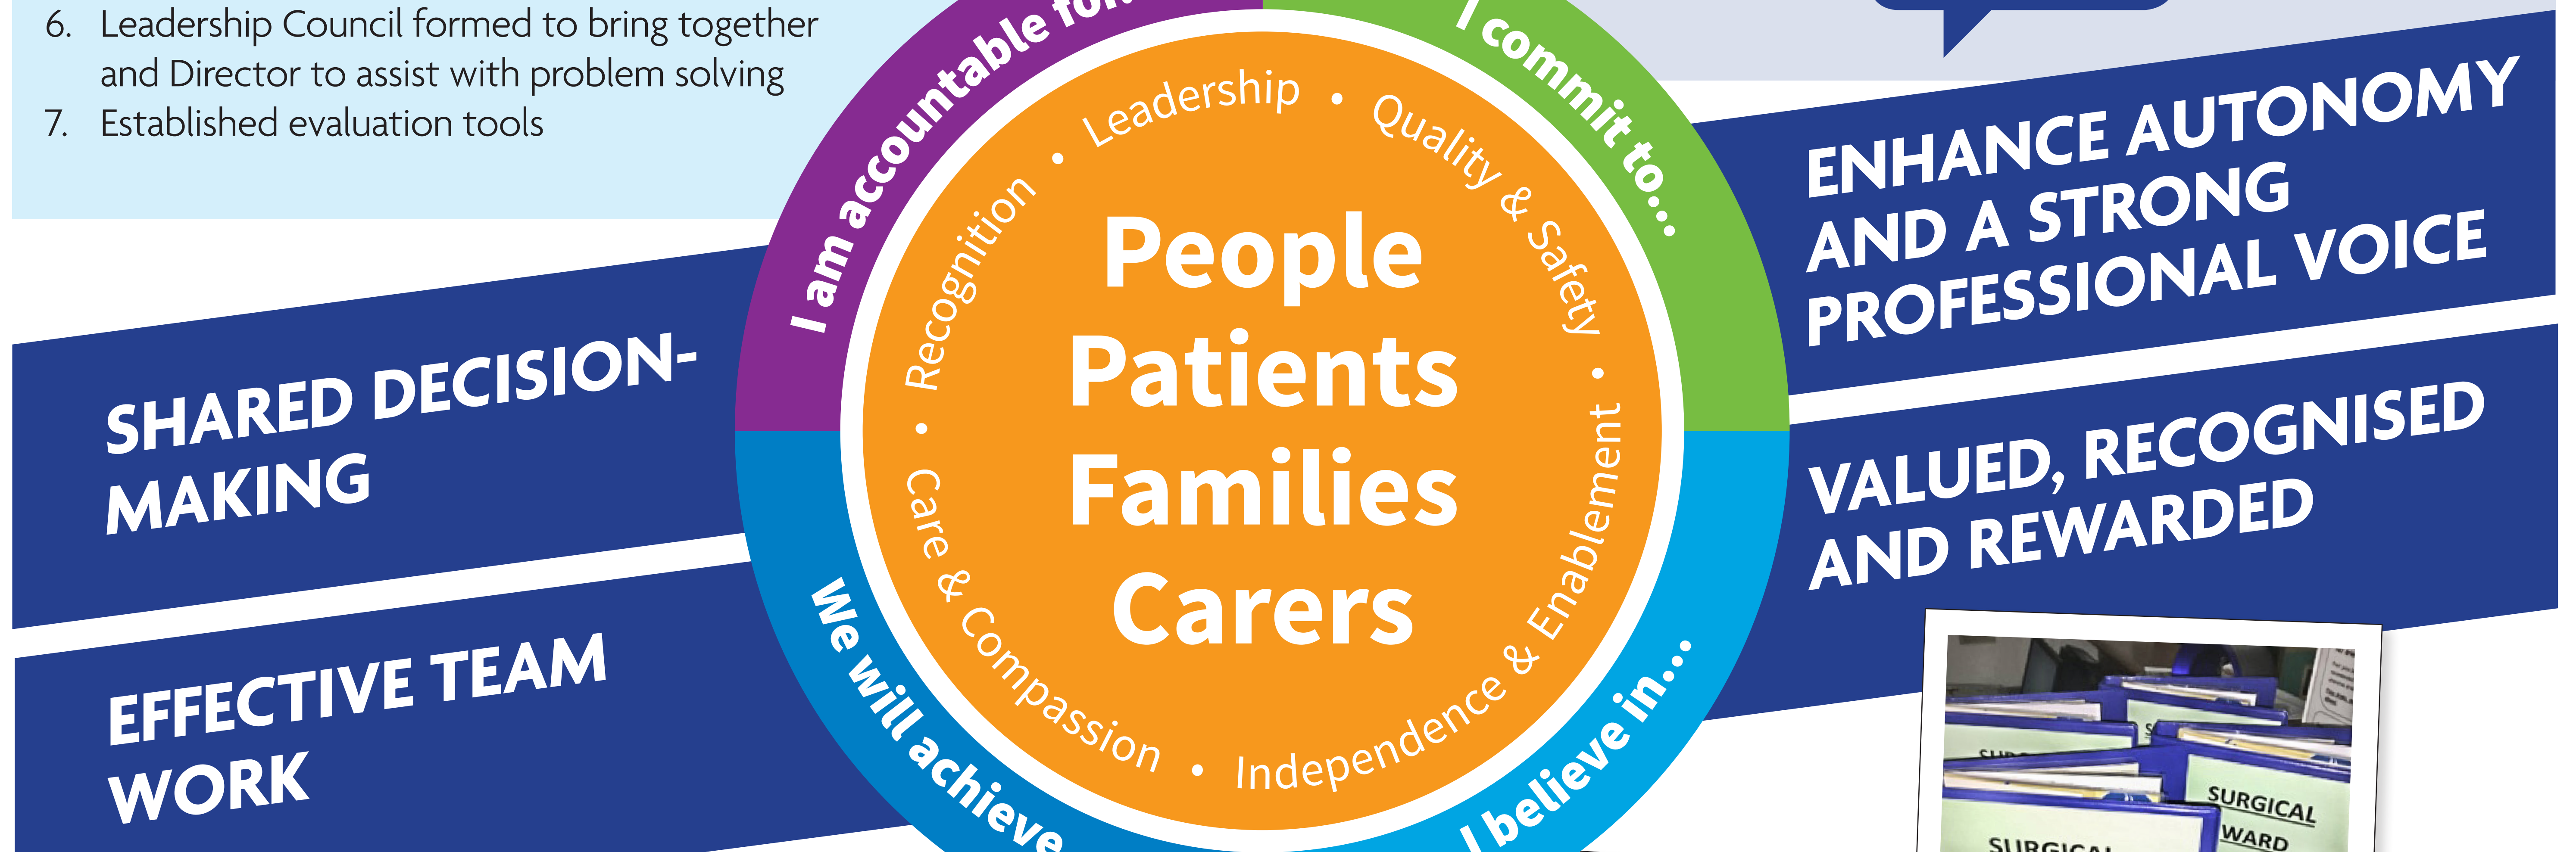 6. Leadership Council formed to bring together
and Director to assist with problem solving
7. Established evaluation tools
I am accountable for...
I commit to...
We will achieve
I believe in...
Leadership • Quality & Safety • Independence & Enablement • Care & Compassion • Recognition •
People
Patients
Families
Carers
SHARED DECISION-
MAKING
EFFECTIVE TEAM
WORK
ENHANCE AUTONOMY
AND A STRONG
PROFESSIONAL VOICE
VALUED, RECOGNISED
AND REWARDED
SURGICAL
WARD
SURGICAL